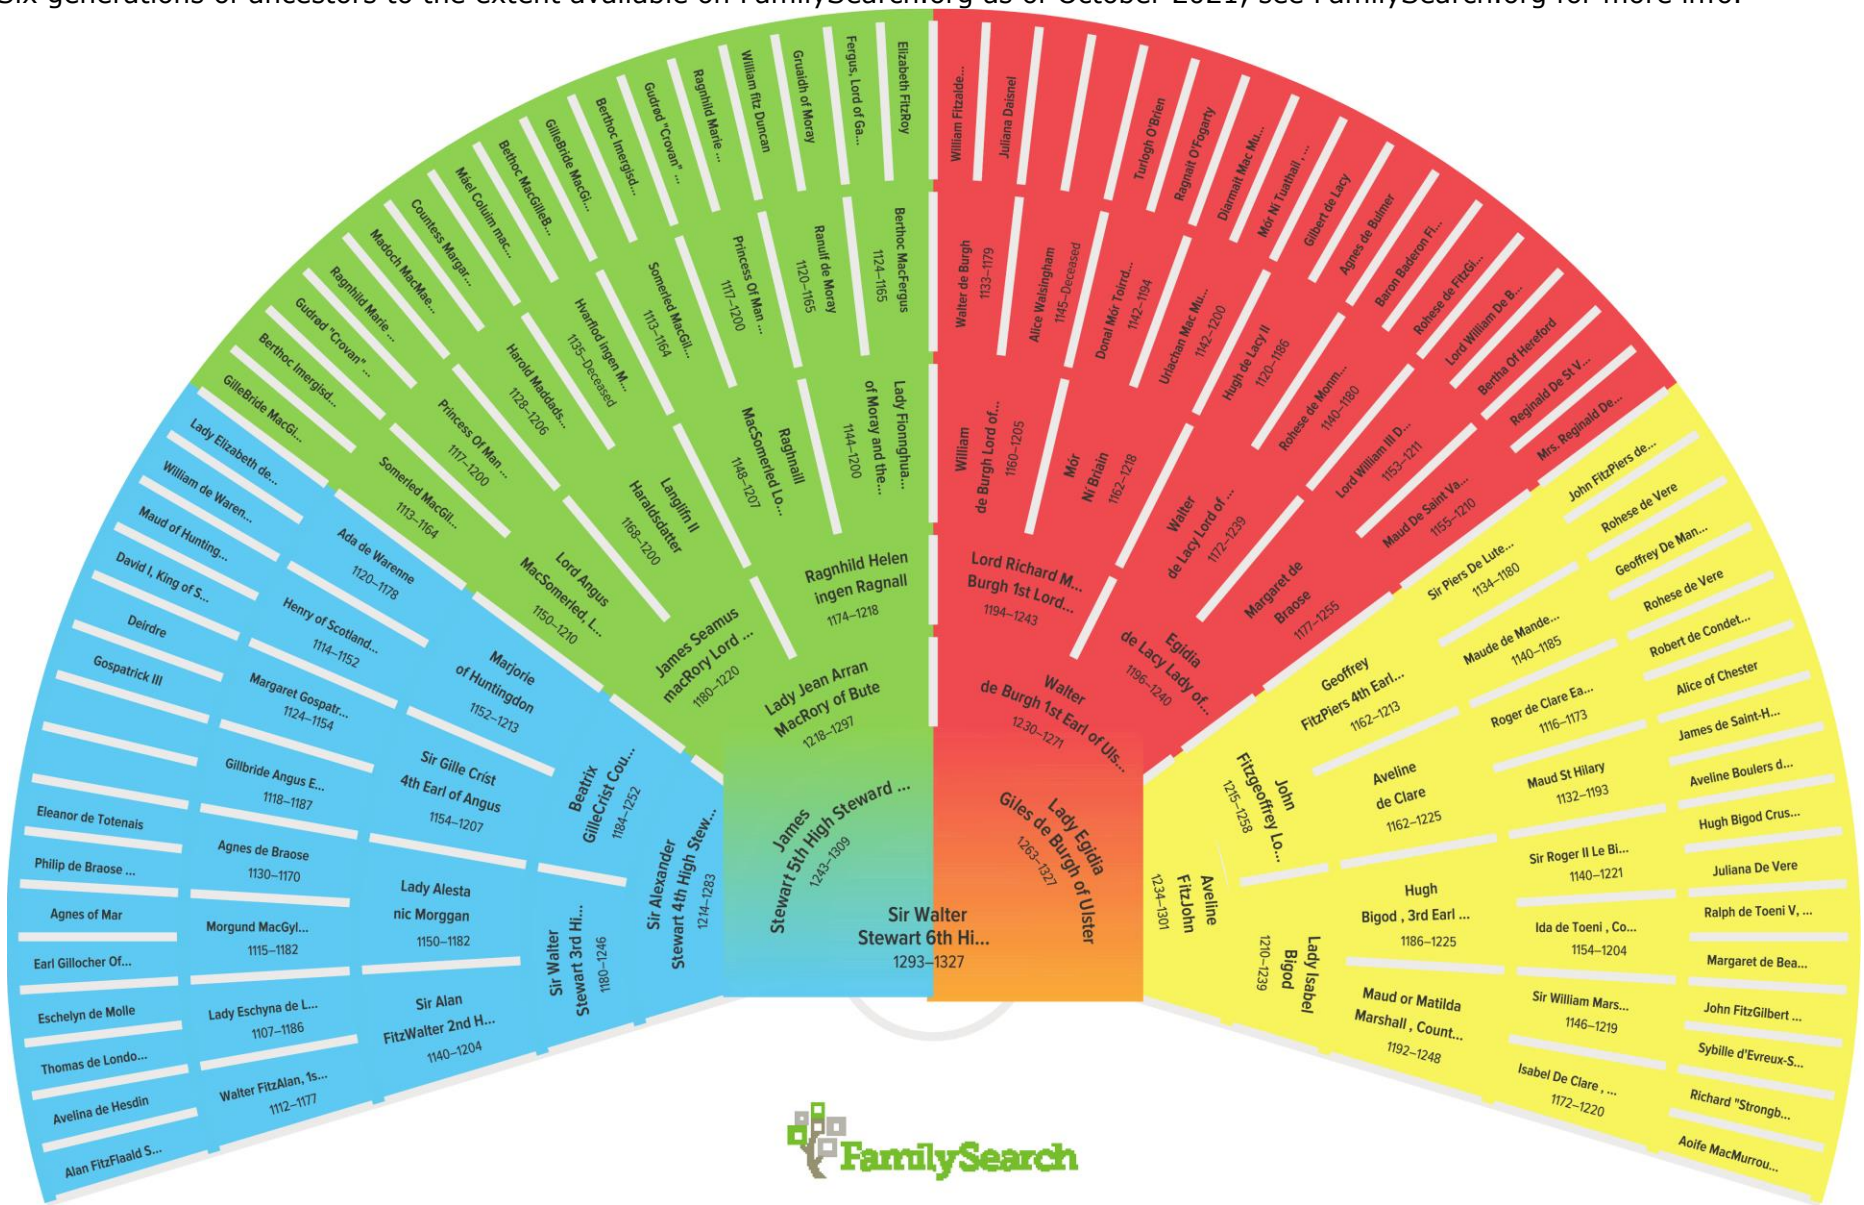 Six generations of ancestors to the extent available on FamilySearch.org as of October 2021, see FamilySearch.org for more info.
Sir Walter
Stewart 6th Hi...
1293–1327
James
Stewart 5th High Steward ...
1243–1309
Lady Egidia
Giles de Burgh of Ulster
1263–1327
Sir Alexander
Stewart 4th High Stew...
1214–1283
Lady Jean Arran
MacRory of Bute
1218–1297
Walter
de Burgh 1st Earl of Uls...
1230–1271
Aveline
FitzJohn
1234–1301
Sir Walter
Stewart 3rd Hi...
1180–1246
Beatrix
GilleCrist Cou...
1184–1252
James Seamus
macRory Lord ...
1180–1220
Ragnhild Helen
ingen Ragnall
1174–1218
Lord Richard M...
Burgh 1st Lord...
1194–1243
Egidia
de Lacy Lady of...
1196–1240
John
Fitzgeoffrey Lo...
1215–1258
Lady Isabel
Bigod
1210–1239
Sir Alan
FitzWalter 2nd H...
1140–1204
Lady Alesta
nic Morggan
1150–1182
Sir Gille Críst
4th Earl of Angus
1154–1207
Marjorie
of Huntingdon
1152–1213
Lord Angus
MacSomerled, L...
1150–1210
Langlifn II
Haraldsdatter
1168–1200
Raghnaill
MacSomerled Lo...
1148–1207
Lady Fionnghua...
of Moray and the...
1144–1200
William
de Burgh Lord of...
1160–1205
Mór
Ní Briain
1162–1218
Walter
de Lacy Lord of ...
1172–1239
Margaret de
Braose
1177–1255
Geoffrey
FitzPiers 4th Earl...
1162–1213
Aveline
de Clare
1162–1225
Hugh
Bigod , 3rd Earl ...
1186–1225
Maud or Matilda
Marshall , Count...
1192–1248
Walter FitzAlan, 1s...
1112–1177
Lady Eschyna de L...
1107–1186
Morgund MacGyl...
1115–1182
Agnes de Braose
1130–1170
Gillbride Angus E...
1118–1187
Margaret Gospatr...
1124–1154
Henry of Scotland...
1114–1152
Ada de Warenne
1120–1178
Somerled MacGil...
1113–1164
Princess Of Man ...
1117–1200
Harold Maddads...
1128–1206
Hvarflod ingen M...
1135–Deceased
Somerled MacGil...
1113–1164
Princess Of Man ...
1117–1200
Ranulf de Moray
1120–1165
Berthoc MacFergus
1124–1165
Walter de Burgh
1133–1179
Alice Walsingham
1145–Deceased
Donal Mór Toird...
1142–1194
Urlachan Mac Mu...
1142–1200
Hugh de Lacy II
1120–1186
Rohese de Monm...
1140–1180
Lord William III D...
1153–1211
Maud De Saint Va...
1155–1210
Sir Piers De Lute...
1134–1180
Maude de Mande...
1140–1185
Roger de Clare Ea...
1116–1173
Maud St Hilary
1132–1193
Sir Roger II Le Bi...
1140–1221
Ida de Toeni , Co...
1154–1204
Sir William Mars...
1146–1219
Isabel De Clare , ...
1172–1220
Alan FitzFlaald S...
Avelina de Hesdin
Thomas de Londo...
Eschelyn de Molle
Earl Gillocher Of...
Agnes of Mar
Philip de Braose ...
Eleanor de Totenais
Gospatrick III
Deirdre
David I, King of S...
Maud of Hunting...
William de Waren...
Lady Elizabeth de...
GilleBride MacGi...
Berthoc Imergisd...
Gudrød "Crovan" ...
Ragnhild Marie ...
Madoch MacMae...
Countess Margar...
Máel Coluim mac...
Bethoc MacGilleB...
GilleBride MacGi...
Berthoc Imergisd...
Gudrød "Crovan" ...
Ragnhild Marie ...
William fitz Duncan
Gruaidh of Moray
Fergus, Lord of Ga...
Elizabeth FitzRoy
William Fitzalde...
Juliana Daisnel
Turlogh O'Brien
Ragnait O'Fogarty
Diarmait Mac Mu...
Mór Ní Tuathail , ...
Gilbert de Lacy
Agnes de Bulmer
Baron Baderon Fi...
Rohese de FitzGi...
Lord William De B...
Bertha Of Hereford
Reginald De St V...
Mrs. Reginald De...
John FitzPiers de...
Rohese de Vere
Geoffrey De Man...
Rohese de Vere
Robert de Condet...
Alice of Chester
James de Saint-H...
Aveline Boulers d...
Hugh Bigod Crus...
Juliana De Vere
Ralph de Toeni V, ...
Margaret de Bea...
John FitzGilbert ...
Sybille d'Evreux-S...
Richard "Strongb...
Aoife MacMurrou...
FamilySearch